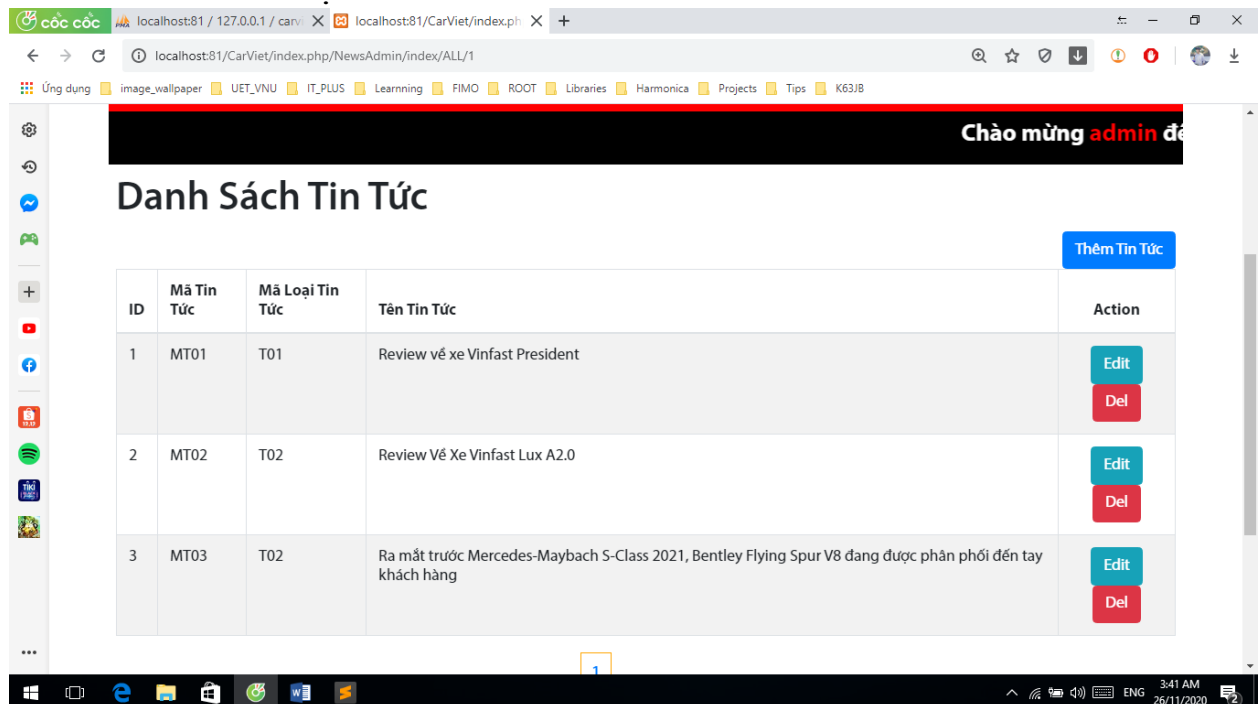 cốc cốc
localhost:81 / 127.0.0.1 / carvi
localhost:81/CarViet/index.ph
localhost:81/CarViet/index.php/NewsAdmin/index/ALL/1
Ứng dụng image_wallpaper UET_VNU IT_PLUS Learnning FIMO ROOT Libraries Harmonica Projects Tips K63JB
Chào mừng admin đế
Danh Sách Tin Tức
Thêm Tin Tức
ID Mã Tin Tức Mã Loại Tin Tức Tên Tin Tức Action
1 MT01 T01 Review về xe Vinfast President Edit
Del
2 MT02 T02 Review Về Xe Vinfast Lux A2.0 Edit
Del
3 MT03 T02 Ra mắt trước Mercedes-Maybach S-Class 2021, Bentley Flying Spur V8 đang được phân phối đến tay
khách hàng
Edit
Del
1
TIKI
ENG
3:41 AM
26/11/2020
2